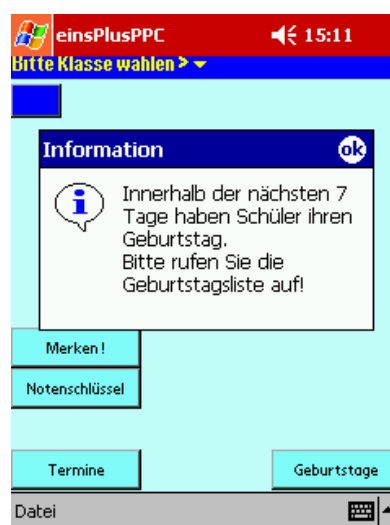 einsPlusPPC 15:11
Bitte Klasse wahlen >
Information ok
Innerhalb der nächsten 7
Tage haben Schüler ihren
Geburtstag.
Bitte rufen Sie die
Geburtstagsliste auf!
Merken!
Notenschlüssel
Termine Geburtstage
Datei